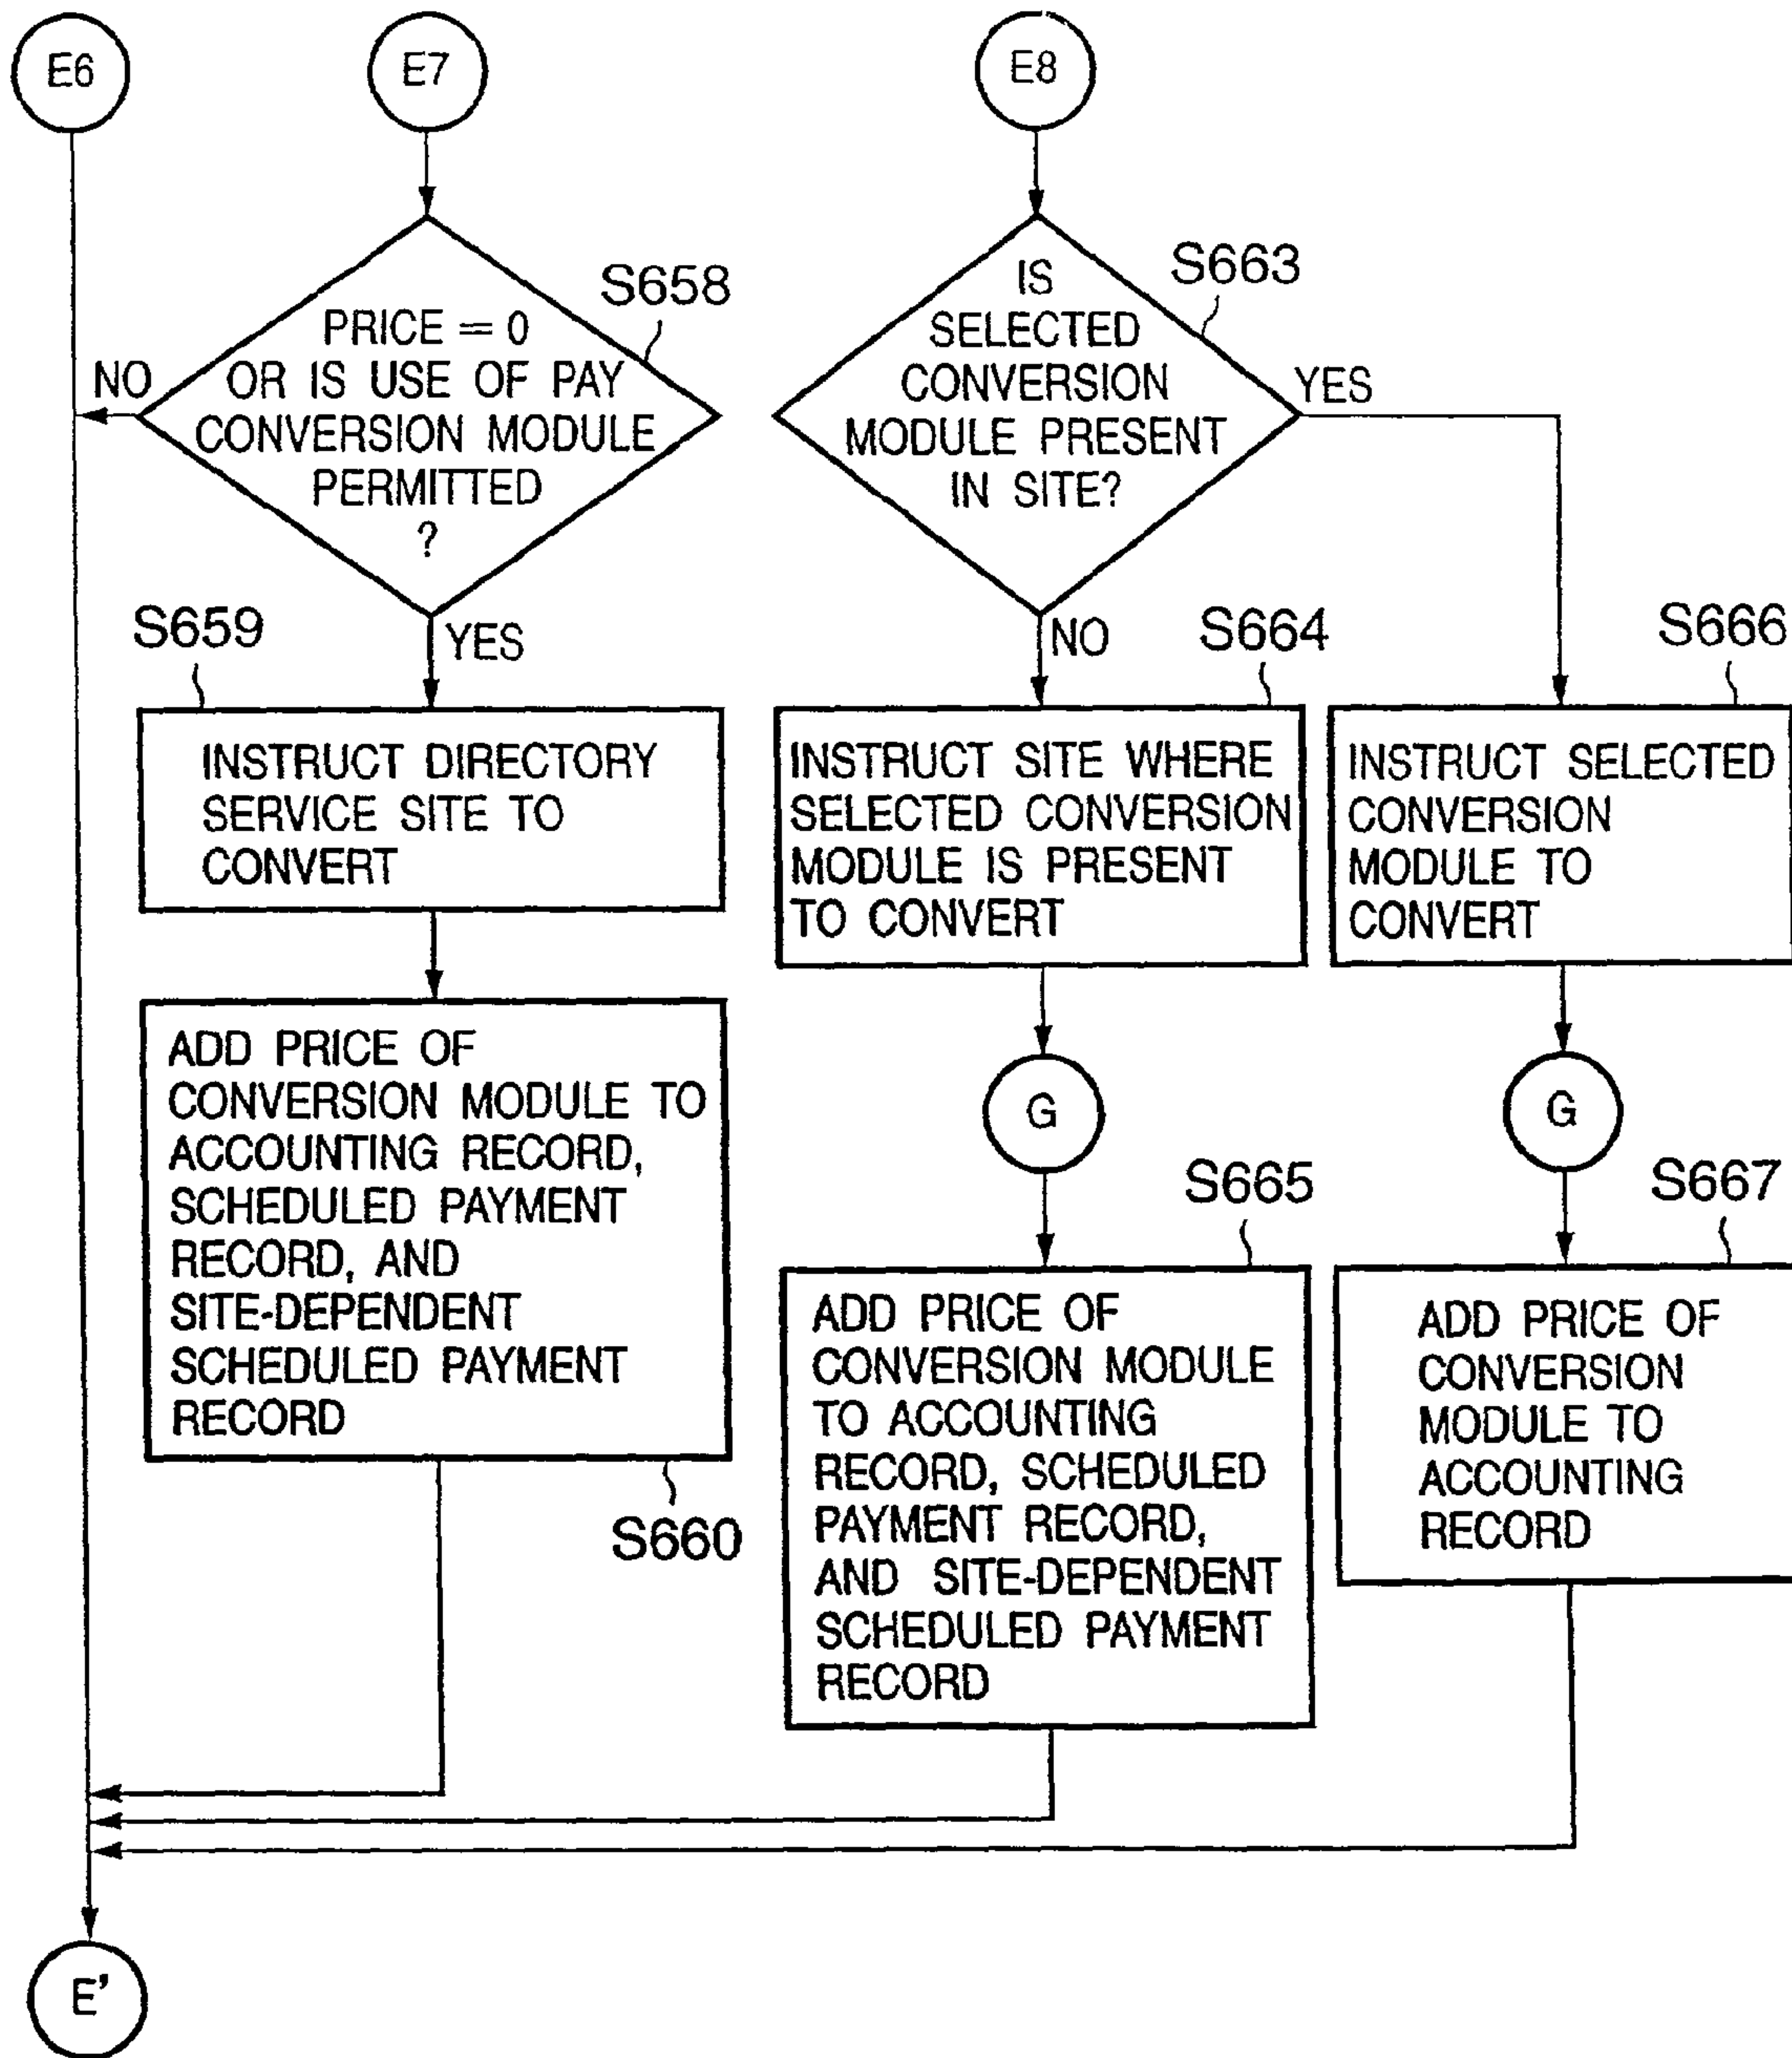 E6
E7
E8
S658
PRICE = 0
OR IS USE OF PAY
CONVERSION MODULE
PERMITTED
?
NO
YES
S663
IS
SELECTED
CONVERSION
MODULE PRESENT
IN SITE?
YES
NO
S659
INSTRUCT DIRECTORY
SERVICE SITE TO
CONVERT
S664
INSTRUCT SITE WHERE
SELECTED CONVERSION
MODULE IS PRESENT
TO CONVERT
S666
INSTRUCT SELECTED
CONVERSION
MODULE TO
CONVERT
ADD PRICE OF
CONVERSION MODULE TO
ACCOUNTING RECORD,
SCHEDULED PAYMENT
RECORD, AND
SITE-DEPENDENT
SCHEDULED PAYMENT
RECORD
S660
G
G
S665
ADD PRICE OF
CONVERSION MODULE
TO ACCOUNTING
RECORD, SCHEDULED
PAYMENT RECORD,
AND SITE-DEPENDENT
SCHEDULED PAYMENT
RECORD
S667
ADD PRICE OF
CONVERSION
MODULE TO
ACCOUNTING
RECORD
E'